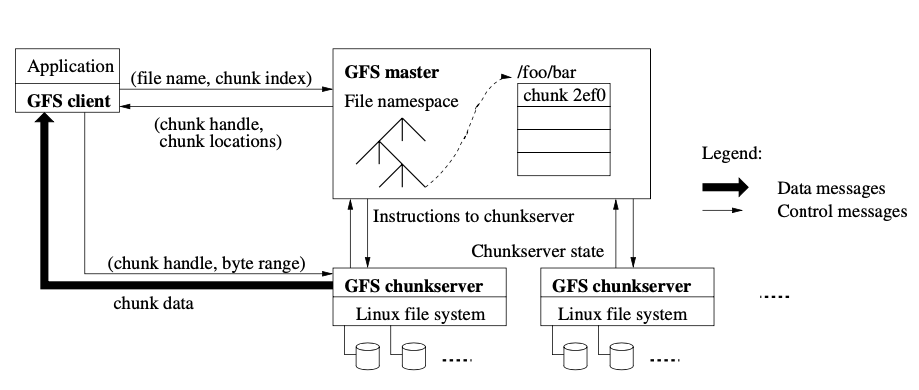 Application
GFS client
(file name, chunk index)
(chunk handle,
chunk locations)
GFS master
File namespace
/foo/bar
chunk 2ef0
Legend:
Data messages
Control messages
Instructions to chunkserver
Chunkserver state
(chunk handle, byte range)
chunk data
GFS chunkserver
Linux file system
GFS chunkserver
Linux file system